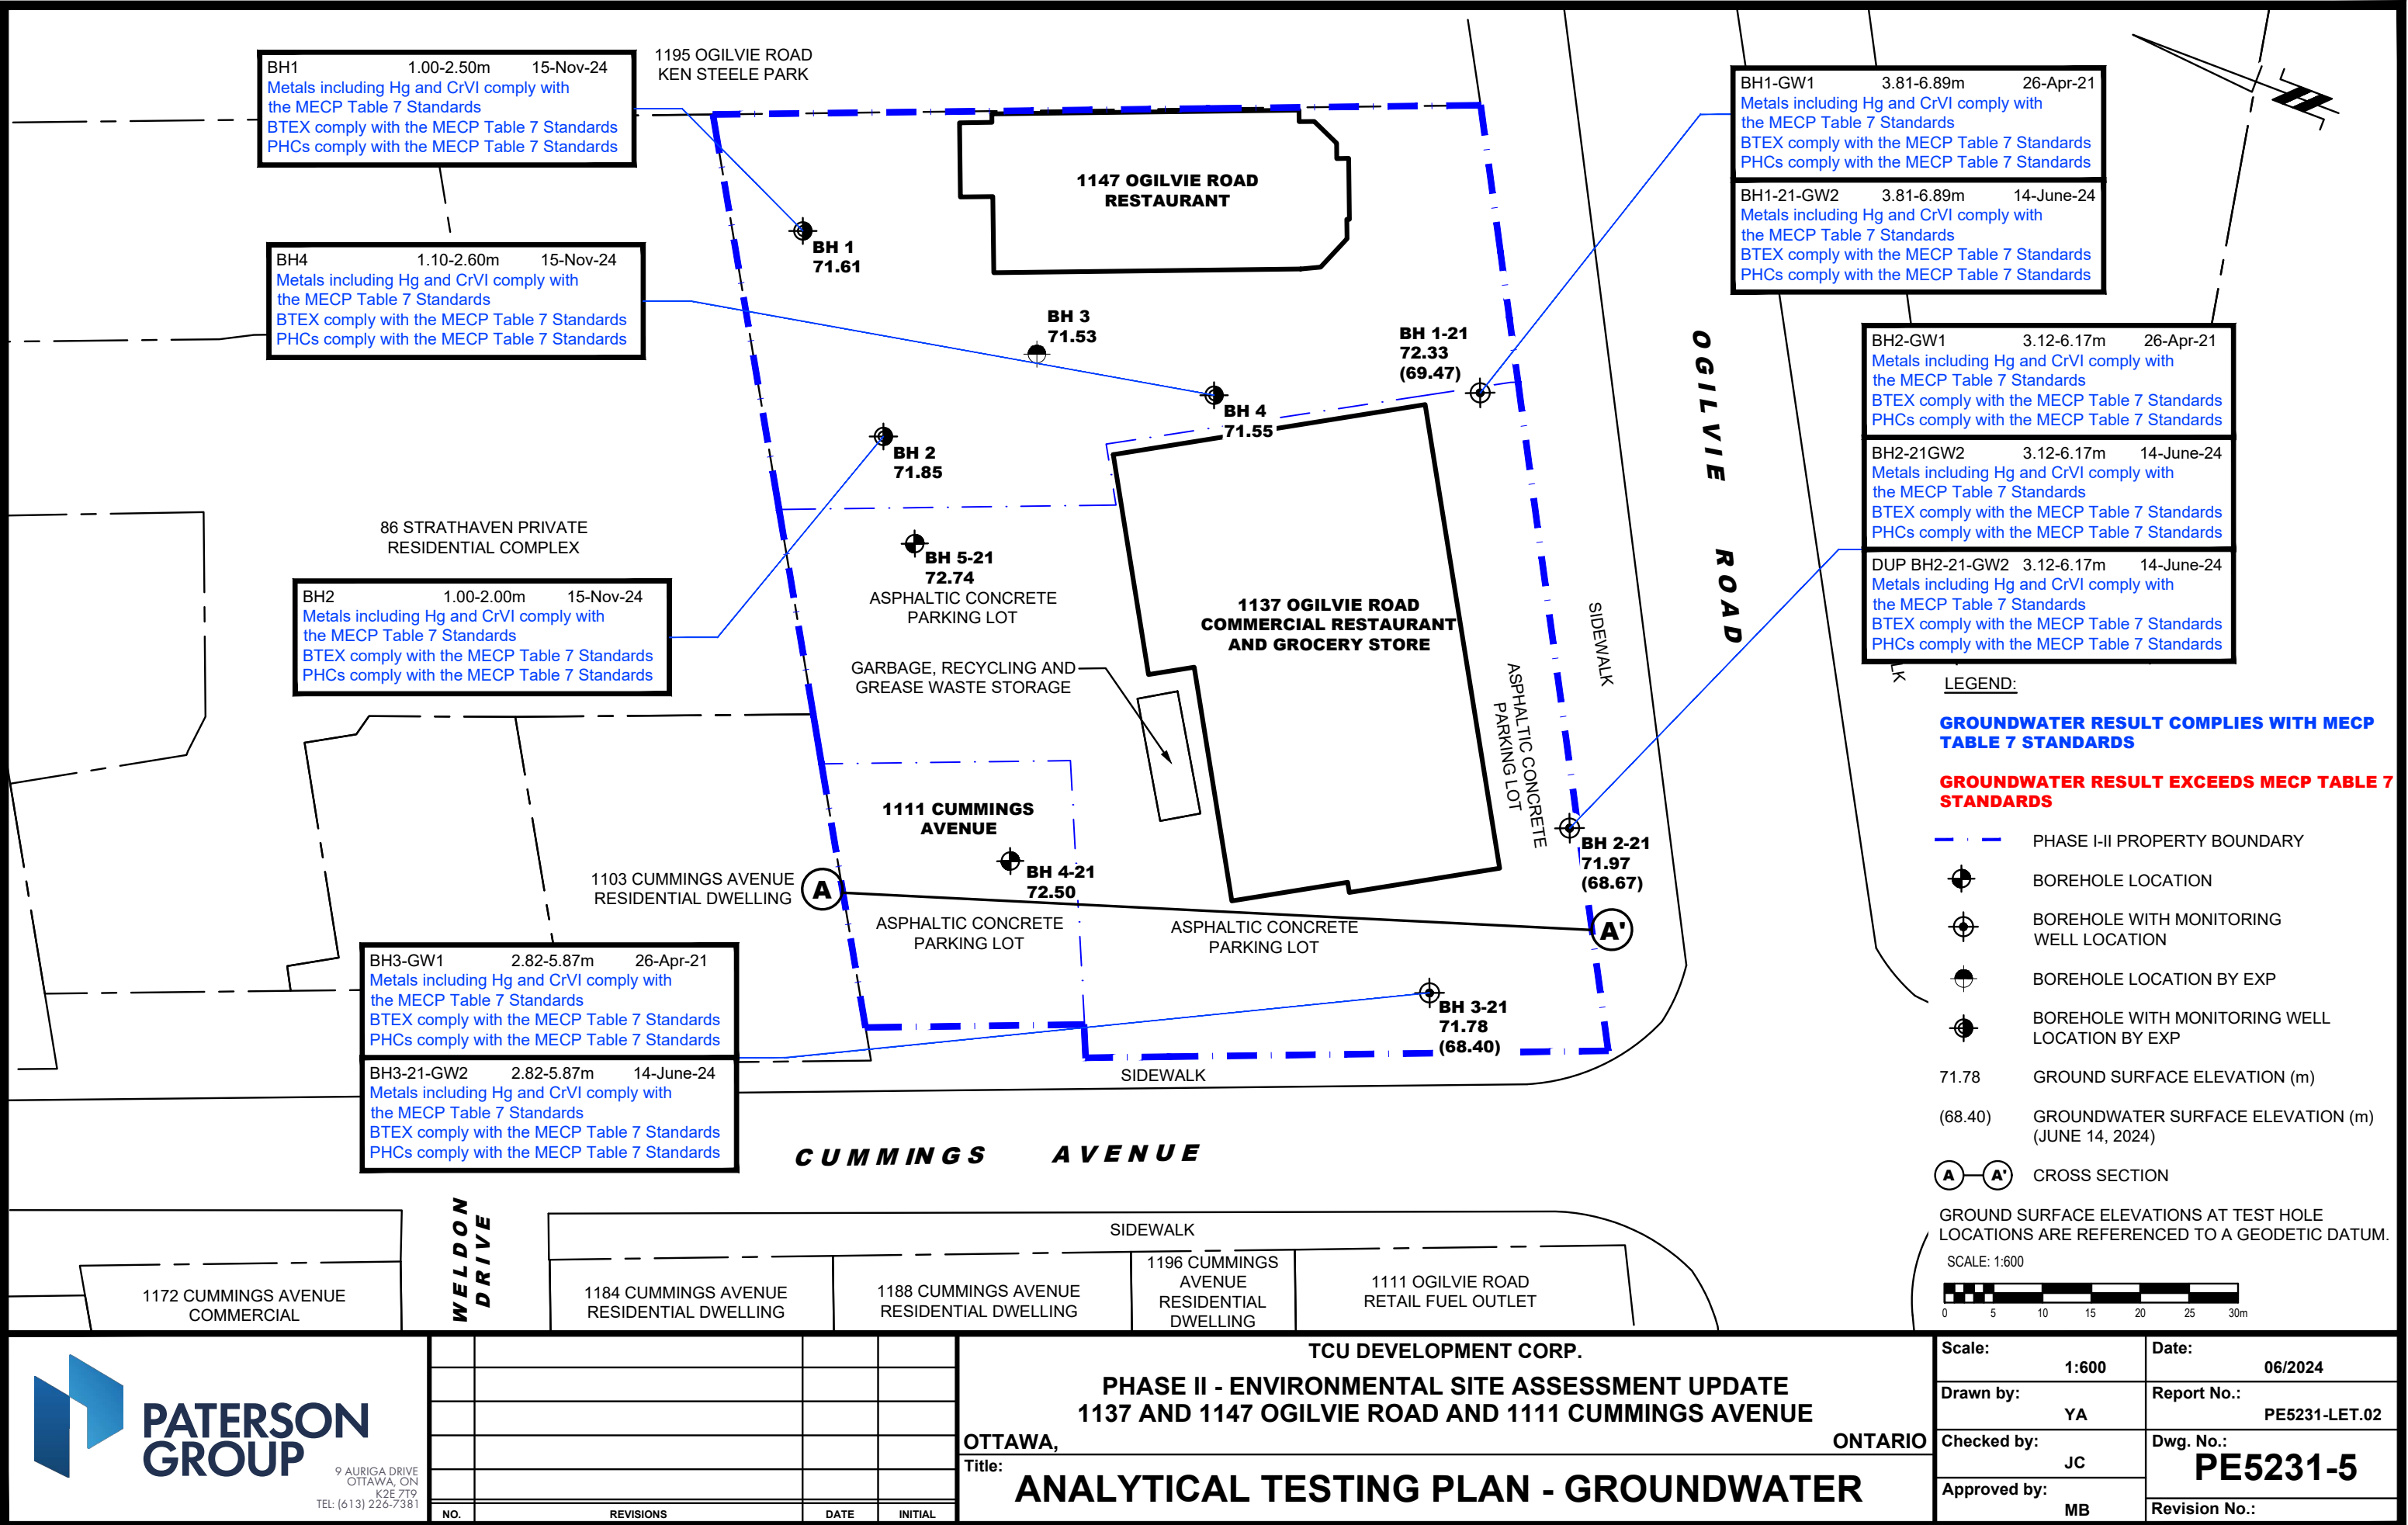 1195 OGILVIE ROAD
KEN STEELE PARK
BH1 1.00-2.50m 15-Nov-24
Metals including Hg and CrVI comply with
the MECP Table 7 Standards
BTEX comply with the MECP Table 7 Standards
PHCs comply with the MECP Table 7 Standards
BH4 1.10-2.60m 15-Nov-24
Metals including Hg and CrVI comply with
the MECP Table 7 Standards
BTEX comply with the MECP Table 7 Standards
PHCs comply with the MECP Table 7 Standards
86 STRATHAVEN PRIVATE
RESIDENTIAL COMPLEX
BH2 1.00-2.00m 15-Nov-24
Metals including Hg and CrVI comply with
the MECP Table 7 Standards
BTEX comply with the MECP Table 7 Standards
PHCs comply with the MECP Table 7 Standards
1103 CUMMINGS AVENUE
RESIDENTIAL DWELLING
BH3-GW1 2.82-5.87m 26-Apr-21
Metals including Hg and CrVI comply with
the MECP Table 7 Standards
BTEX comply with the MECP Table 7 Standards
PHCs comply with the MECP Table 7 Standards
BH3-21-GW2 2.82-5.87m 14-June-24
Metals including Hg and CrVI comply with
the MECP Table 7 Standards
BTEX comply with the MECP Table 7 Standards
PHCs comply with the MECP Table 7 Standards
1147 OGILVIE ROAD
RESTAURANT
BH 1
71.61
BH 3
71.53
BH 1-21
72.33
(69.47)
BH 4
71.55
BH 2
71.85
BH 5-21
72.74
ASPHALTIC CONCRETE
PARKING LOT
1137 OGILVIE ROAD
COMMERCIAL RESTAURANT
AND GROCERY STORE
GARBAGE, RECYCLING AND
GREASE WASTE STORAGE
1111 CUMMINGS
AVENUE
BH 4-21
72.50
A
ASPHALTIC CONCRETE
PARKING LOT
ASPHALTIC CONCRETE
PARKING LOT
A'
ASPHALTIC CONCRETE
PARKING LOT
SIDEWALK
BH 2-21
71.97
(68.67)
BH 3-21
71.78
(68.40)
SIDEWALK
OGILVIE ROAD
CUMMINGS AVENUE
WELDON
DRIVE
SIDEWALK
1172 CUMMINGS AVENUE
COMMERCIAL
1184 CUMMINGS AVENUE
RESIDENTIAL DWELLING
1188 CUMMINGS AVENUE
RESIDENTIAL DWELLING
1196 CUMMINGS
AVENUE
RESIDENTIAL
DWELLING
1111 OGILVIE ROAD
RETAIL FUEL OUTLET
BH1-GW1 3.81-6.89m 26-Apr-21
Metals including Hg and CrVI comply with
the MECP Table 7 Standards
BTEX comply with the MECP Table 7 Standards
PHCs comply with the MECP Table 7 Standards
BH1-21-GW2 3.81-6.89m 14-June-24
Metals including Hg and CrVI comply with
the MECP Table 7 Standards
BTEX comply with the MECP Table 7 Standards
PHCs comply with the MECP Table 7 Standards
BH2-GW1 3.12-6.17m 26-Apr-21
Metals including Hg and CrVI comply with
the MECP Table 7 Standards
BTEX comply with the MECP Table 7 Standards
PHCs comply with the MECP Table 7 Standards
BH2-21GW2 3.12-6.17m 14-June-24
Metals including Hg and CrVI comply with
the MECP Table 7 Standards
BTEX comply with the MECP Table 7 Standards
PHCs comply with the MECP Table 7 Standards
DUP BH2-21-GW2 3.12-6.17m 14-June-24
Metals including Hg and CrVI comply with
the MECP Table 7 Standards
BTEX comply with the MECP Table 7 Standards
PHCs comply with the MECP Table 7 Standards
LK
LEGEND:
GROUNDWATER RESULT COMPLIES WITH MECP
TABLE 7 STANDARDS
GROUNDWATER RESULT EXCEEDS MECP TABLE 7
STANDARDS
PHASE I-II PROPERTY BOUNDARY
BOREHOLE LOCATION
BOREHOLE WITH MONITORING
WELL LOCATION
BOREHOLE LOCATION BY EXP
BOREHOLE WITH MONITORING WELL
LOCATION BY EXP
71.78 GROUND SURFACE ELEVATION (m)
(68.40) GROUNDWATER SURFACE ELEVATION (m)
(JUNE 14, 2024)
A A' CROSS SECTION
GROUND SURFACE ELEVATIONS AT TEST HOLE
LOCATIONS ARE REFERENCED TO A GEODETIC DATUM.
SCALE: 1:600
0 5 10 15 20 25 30m
PATERSON
GROUP
9 AURIGA DRIVE
OTTAWA, ON
K2E 7T9
TEL: (613) 226-7381
NO. REVISIONS DATE INITIAL
TCU DEVELOPMENT CORP.
PHASE II - ENVIRONMENTAL SITE ASSESSMENT UPDATE
1137 AND 1147 OGILVIE ROAD AND 1111 CUMMINGS AVENUE
OTTAWA, ONTARIO
Title:
ANALYTICAL TESTING PLAN - GROUNDWATER
Scale:
1:600
Date:
06/2024
Drawn by:
YA
Report No.:
PE5231-LET.02
Checked by:
JC
Dwg. No.:
PE5231-5
Approved by:
MB
Revision No.: